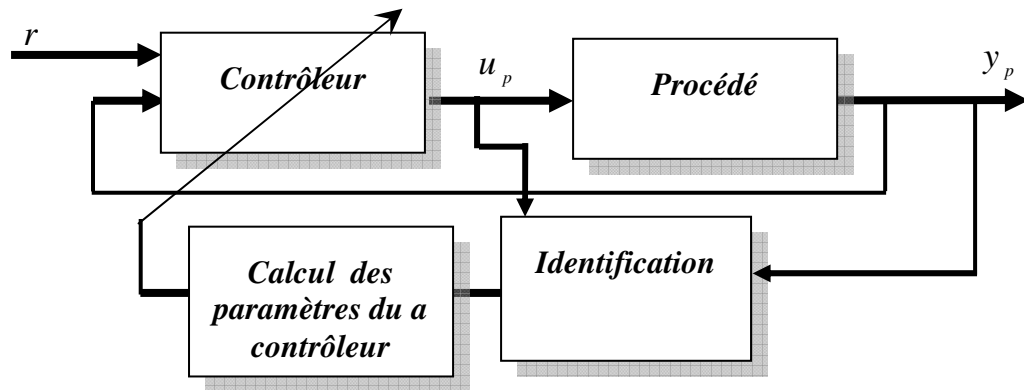 r
Contrôleur
u p
Procédé
y p
Calcul des
paramètres du a
contrôleur
Identification